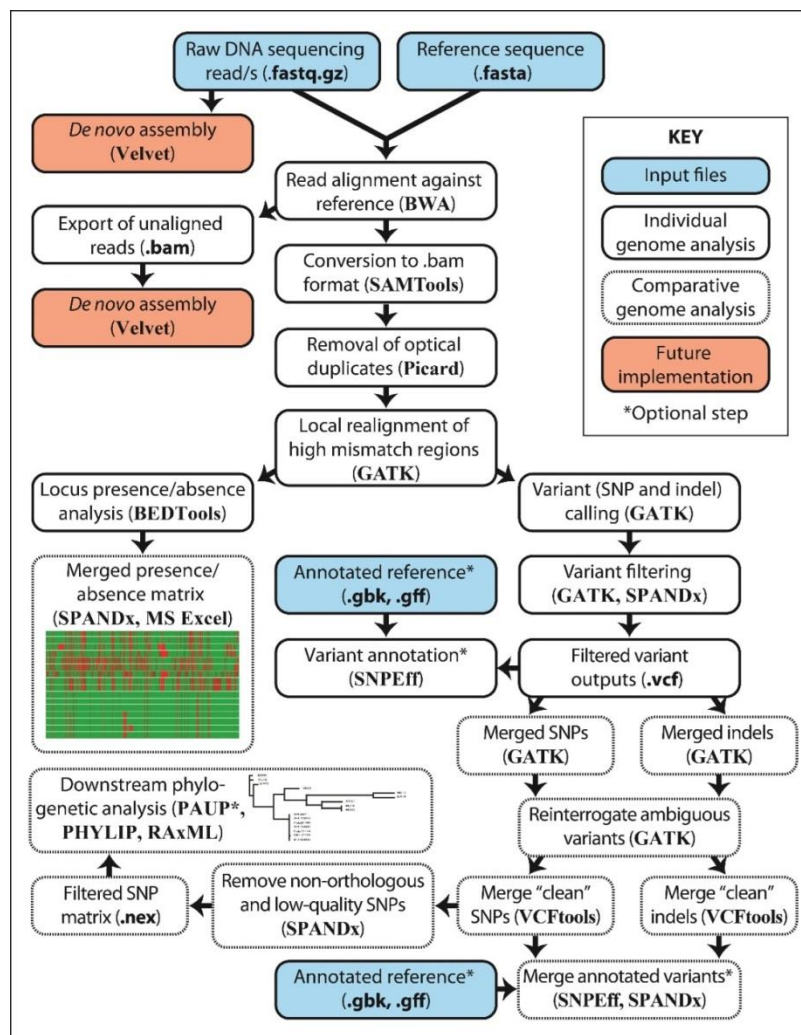 Raw DNA sequencing
read/s (.fastq.gz)
Reference sequence
(.fasta)
De novo assembly
(Velvet)
KEY
Input files
Individual
genome analysis
Comparative
genome analysis
Future
implementation
*Optional step
Read alignment against
reference (BWA)
Export of unaligned
reads (.bam)
Conversion to .bam
format (SAMTools)
De novo assembly
(Velvet)
Removal of optical
duplicates (Picard)
Local realignment of
high mismatch regions
(GATK)
Locus presence/absence
analysis (BEDTools)
Variant (SNP and indel)
calling (GATK)
Merged presence/
absence matrix
(SPANDx, MS Excel)
Annotated reference*
(.gbk, .gff)
Variant filtering
(GATK, SPANDx)
Variant annotation*
(SNPEff)
Filtered variant
outputs (.vcf)
Merged SNPs
(GATK)
Merged indels
(GATK)
Downstream phylo-
genetic analysis (PAUP*,
PHYLIP, RAxML)
Reinterrogate ambiguous
variants (GATK)
Filtered SNP
matrix (.nex)
Remove non-orthologous
and low-quality SNPs
(SPANDx)
Merge “clean”
SNPs (VCFtools)
Merge “clean”
indels (VCFtools)
Annotated reference*
(.gbk, .gff)
Merge annotated variants*
(SNPEff, SPANDx)